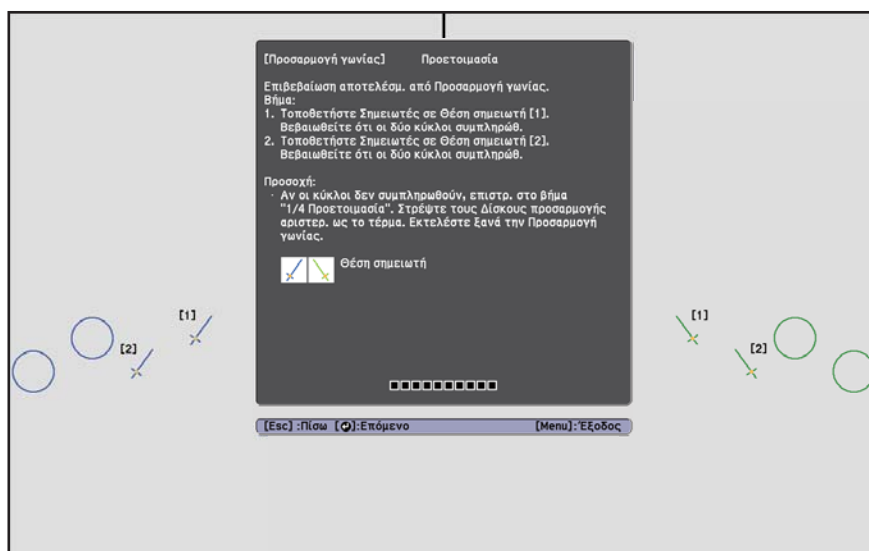 [Προσαρμογή γωνίας] Προετοιμασία
Επιβεβαίωση αποτελέσμ. από Προσαρμογή γωνίας.
Βήμα:
1. Τοποθετήστε Σημειωτές σε Θέση σημειωτή [1].
Βεβαιωθείτε ότι οι δύο κύκλοι συμπληρώθ.
2. Τοποθετήστε Σημειωτές σε Θέση σημειωτή [2].
Βεβαιωθείτε ότι οι δύο κύκλοι συμπληρώθ.
Προσοχή:
· Αν οι κύκλοι δεν συμπληρωθούν, επιστρ. στο βήμα
"1/4 Προετοιμασία". Στρέψτε τους Δίσκους προσαρμογής
αριστερ. ως το τέρμα. Εκτελέστε ξανά την Προσαρμογή
γωνίας.
Θέση σημειωτή
[1] [1]
[2] [2]
[Esc] :Πίσω [⏎]:Επόμενο [Menu]:Έξοδος